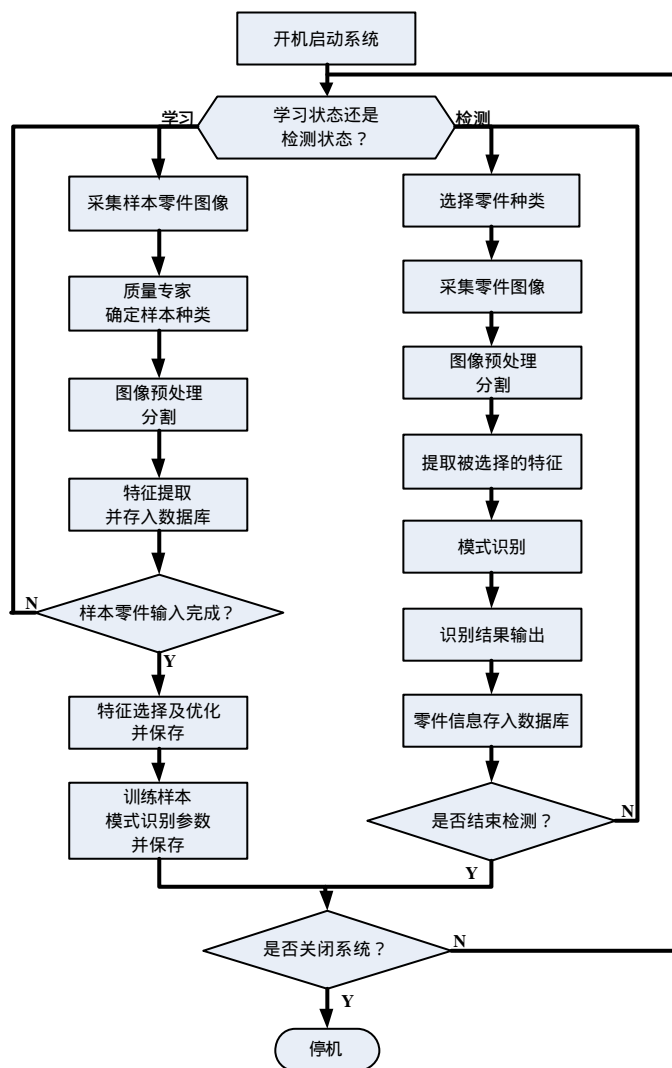 开机启动系统
学习状态还是
检测状态？
学习
检测
采集样本零件图像
质量专家
确定样本种类
图像预处理
分割
特征提取
并存入数据库
样本零件输入完成？
N
Y
特征选择及优化
并保存
训练样本
模式识别参数
并保存
选择零件种类
采集零件图像
图像预处理
分割
提取被选择的特征
模式识别
识别结果输出
零件信息存入数据库
是否结束检测？
N
Y
是否关闭系统？
N
Y
停机